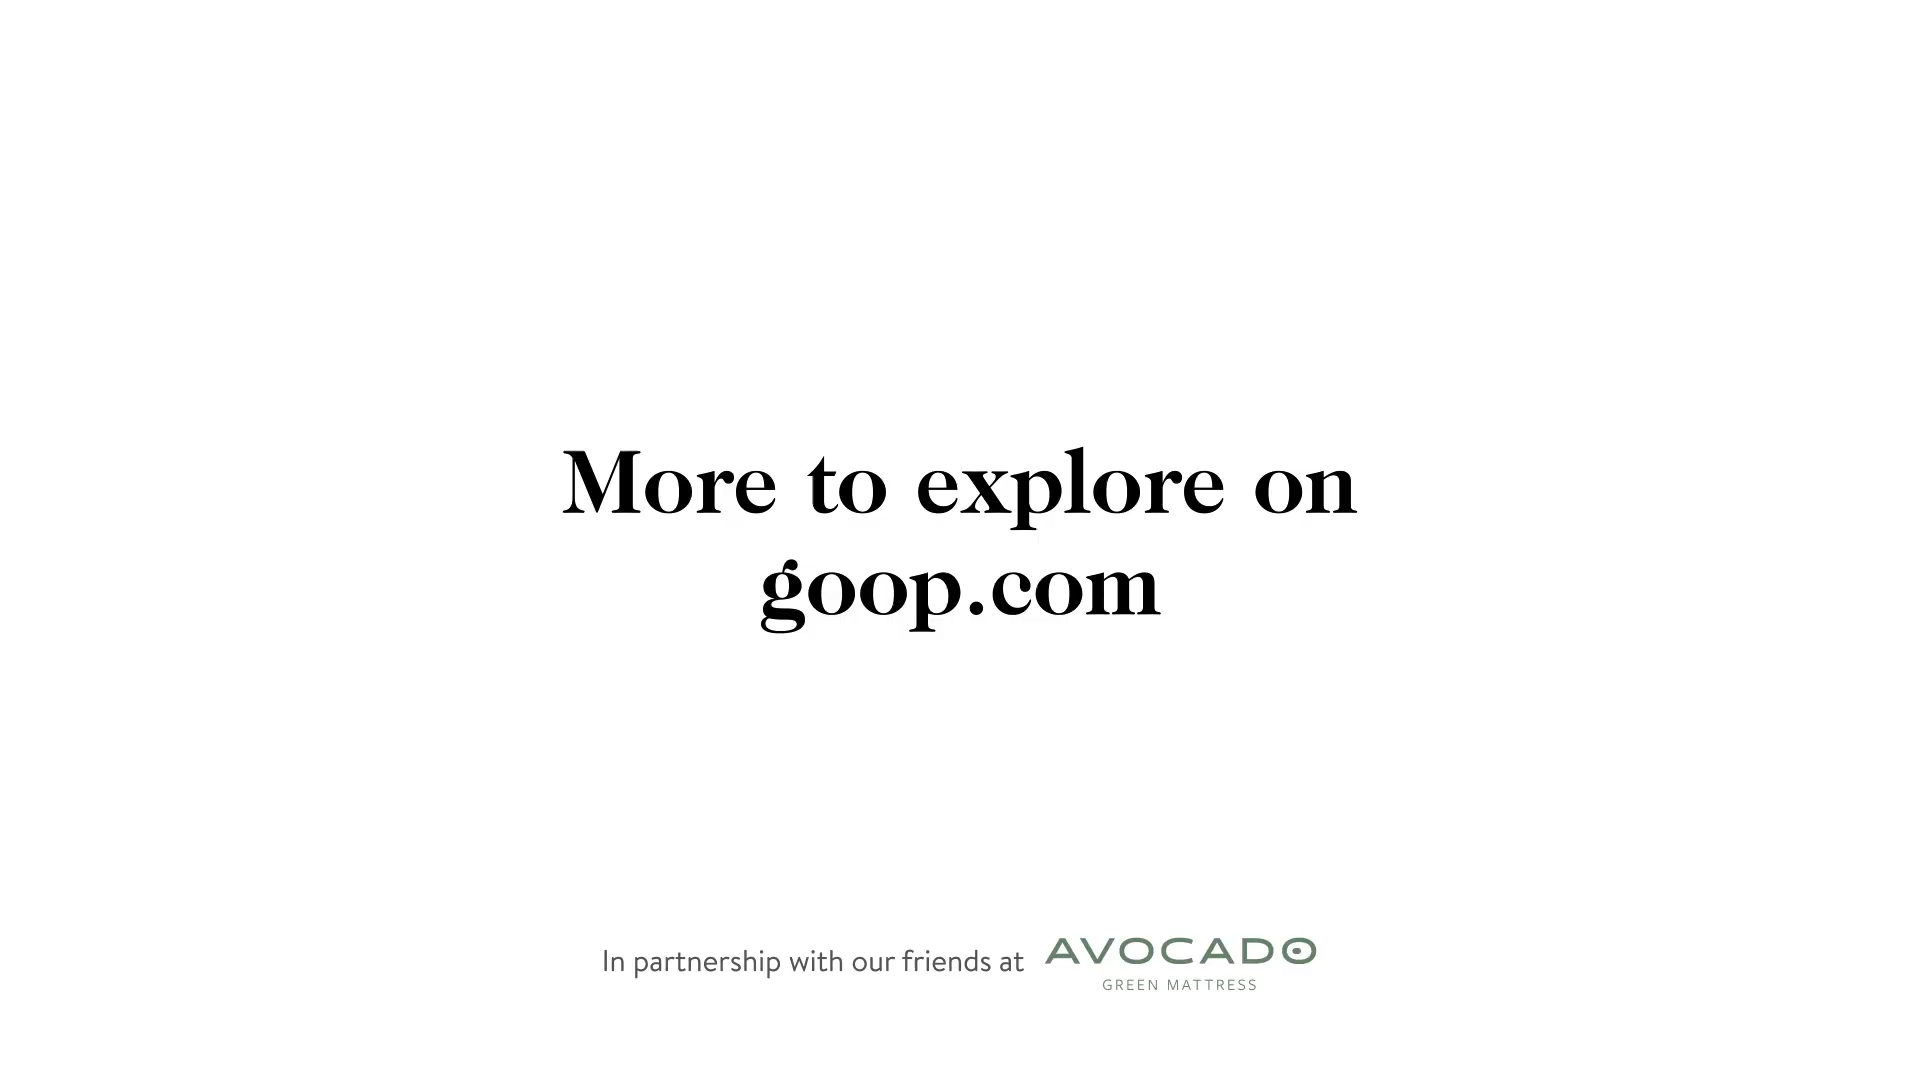 More to explore on
goop.com
In partnership with our friends at AVOCADO
GREEN MATTRESS